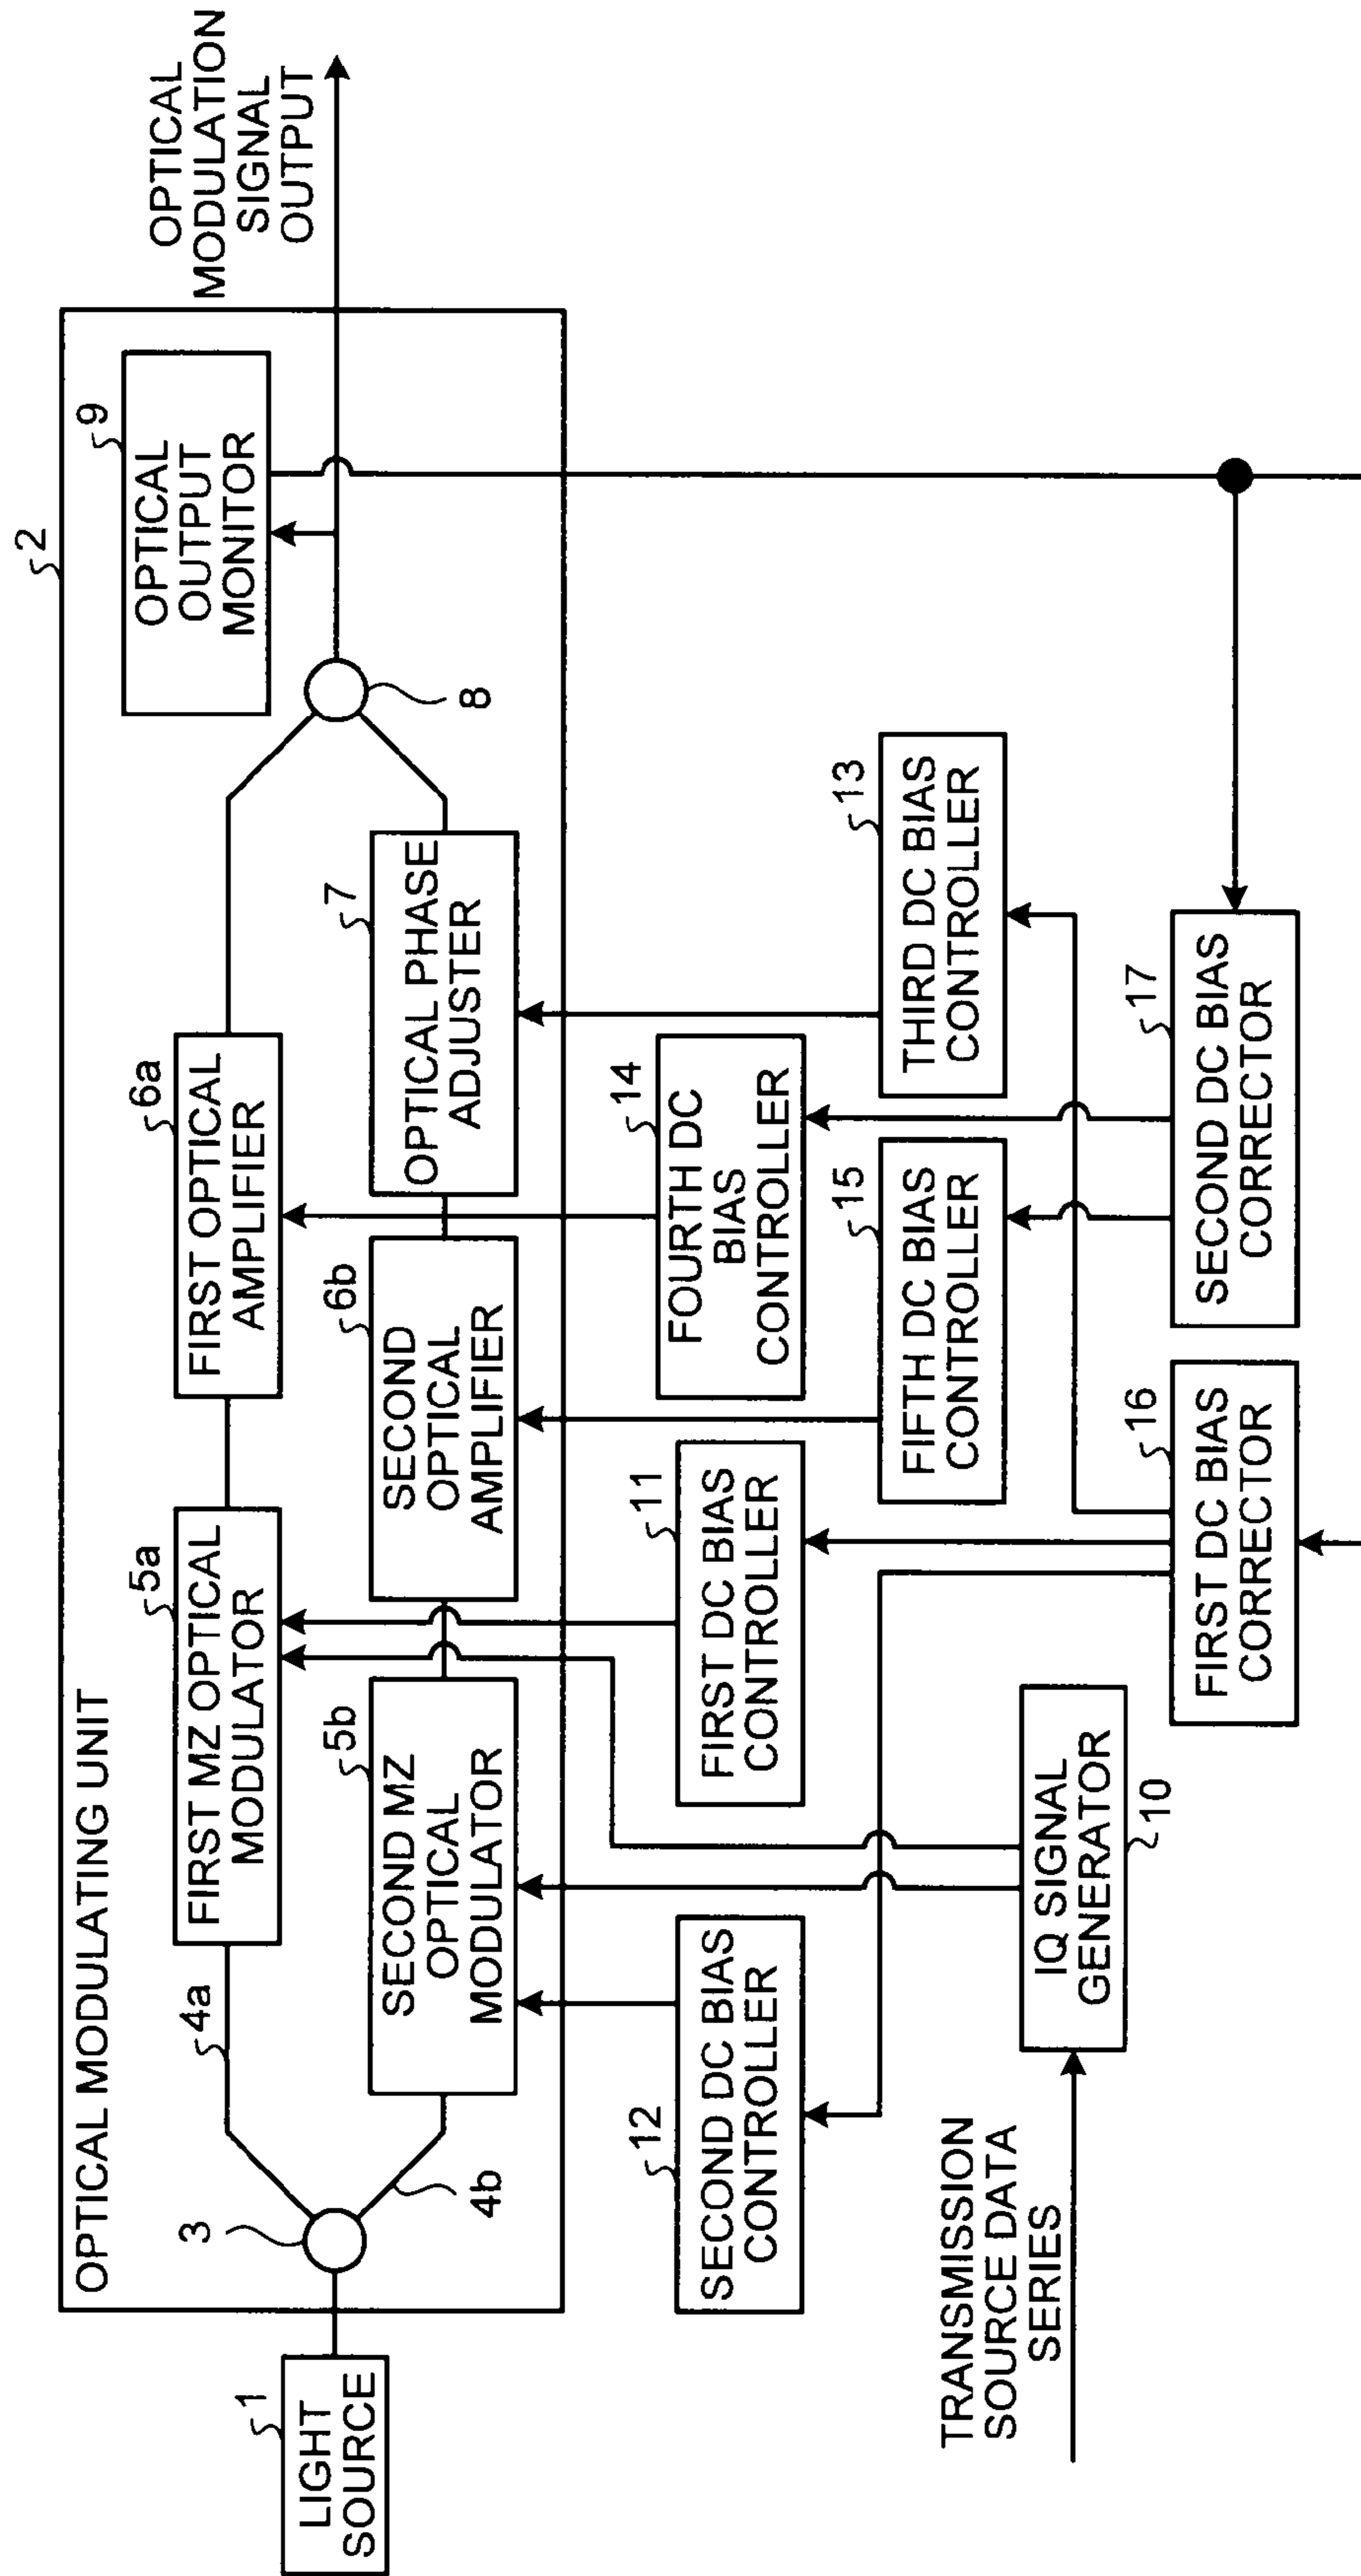 OPTICAL MODULATING UNIT
2
1
LIGHT
SOURCE
3
4a
4b
5a
FIRST MZ OPTICAL
MODULATOR
5b
SECOND MZ
OPTICAL
MODULATOR
6a
FIRST OPTICAL
AMPLIFIER
6b
SECOND
OPTICAL
AMPLIFIER
7
OPTICAL PHASE
ADJUSTER
8
9
OPTICAL
OUTPUT
MONITOR
OPTICAL
MODULATION
SIGNAL
OUTPUT
12
SECOND DC BIAS
CONTROLLER
11
FIRST DC BIAS
CONTROLLER
14
FOURTH DC
BIAS
CONTROLLER
15
FIFTH DC BIAS
CONTROLLER
13
THIRD DC BIAS
CONTROLLER
TRANSMISSION
SOURCE DATA
SERIES
IQ SIGNAL
GENERATOR
10
16
FIRST DC BIAS
CORRECTOR
17
SECOND DC BIAS
CORRECTOR